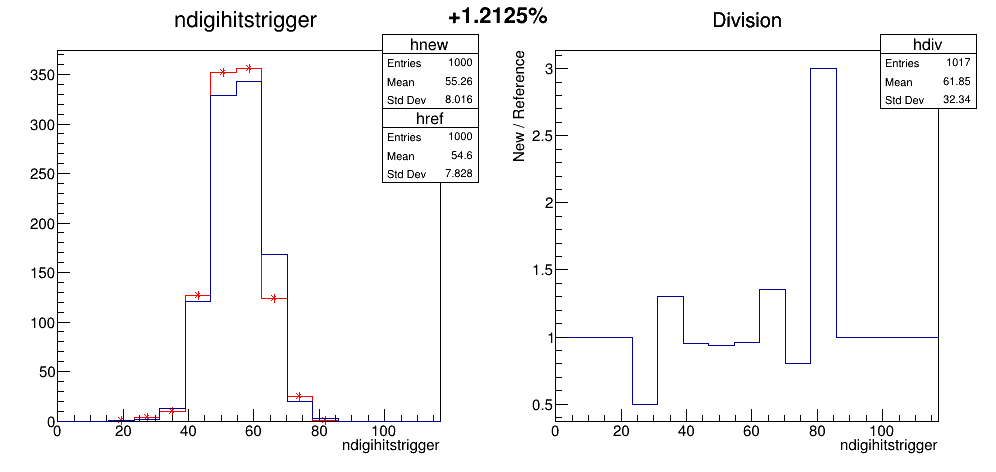 +1.2125%
ndigihitstrigger
hnew
Entries 1000
Mean 55.26
Std Dev 8.016
href
Entries 1000
Mean 54.6
Std Dev 7.828
350
300
250
200
150
100
50
0
0 20 40 60 80 100
ndigihitstrigger
Division
hdiv
Entries 1017
Mean 61.85
Std Dev 32.34
New / Reference
3
2.5
2
1.5
1
0.5
0 20 40 60 80 100
ndigihitstrigger